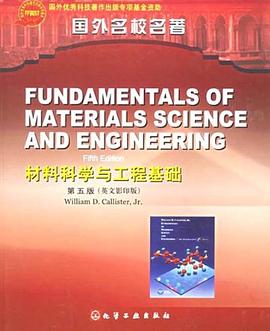 国外优秀科技著作出版专项基金资助
国外名校名著
FUNDAMENTALS OF
MATERIALS SCIENCE
AND ENGINEERING
Fifth Edition
材料科学与工程基础
第五版(英文影印版)
William D. Callister, Jr.
化学工业出版社